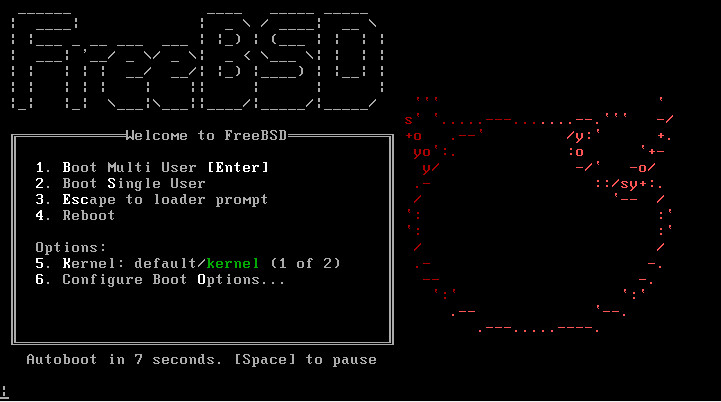 FreeBSD
Welcome to FreeBSD
1. Boot Multi User [Enter]
2. Boot Single User
3. Escape to loader prompt
4. Reboot
Options:
5. Kernel: default/kernel (1 of 2)
6. Configure Boot Options...
Autoboot in 7 seconds. [Space] to pause